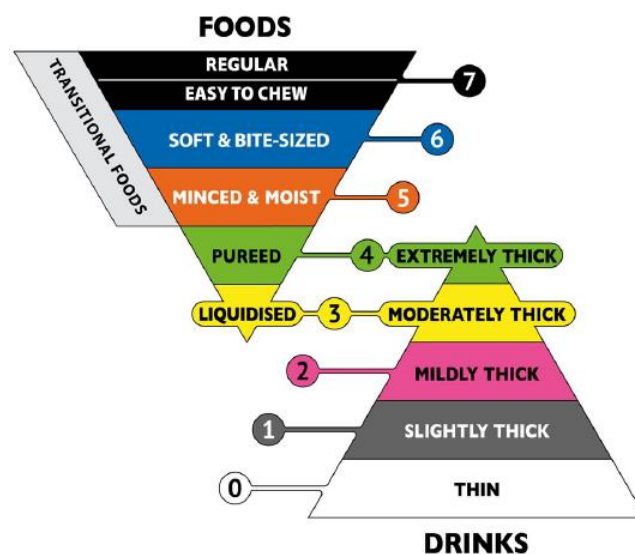 FOODS
TRANSITIONAL FOODS
REGULAR
7
EASY TO CHEW
SOFT & BITE-SIZED
6
MINCED & MOIST
5
PUREED
4
EXTREMELY THICK
LIQUIDISED
3
MODERATELY THICK
2
MILDLY THICK
1
SLIGHTLY THICK
0
THIN
DRINKS